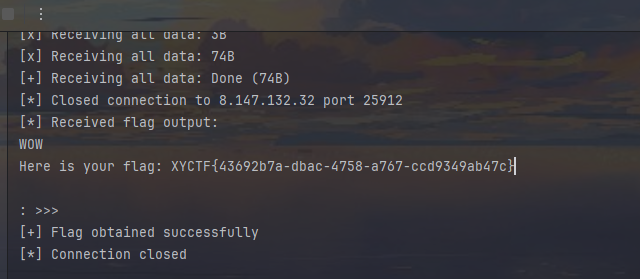 [x] Receiving all data: 3B
[x] Receiving all data: 74B
[+] Receiving all data: Done (74B)
[*] Closed connection to 8.147.132.32 port 25912
[*] Received flag output:
WOW
Here is your flag: XYCTF{43692b7a-dbac-4758-a767-ccd9349ab47c}
: >>>
[+] Flag obtained successfully
[*] Connection closed